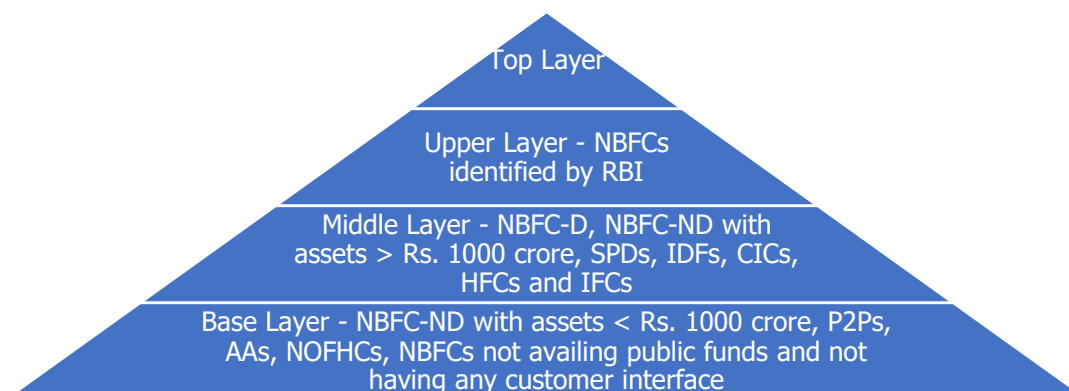 Top Layer
Upper Layer - NBFCs
identified by RBI
Middle Layer - NBFC-D, NBFC-ND with
assets > Rs. 1000 crore, SPDs, IDFs, CICs,
HFCs and IFCs
Base Layer - NBFC-ND with assets < Rs. 1000 crore, P2Ps,
AAs, NOFHCs, NBFCs not availing public funds and not
having any customer interface